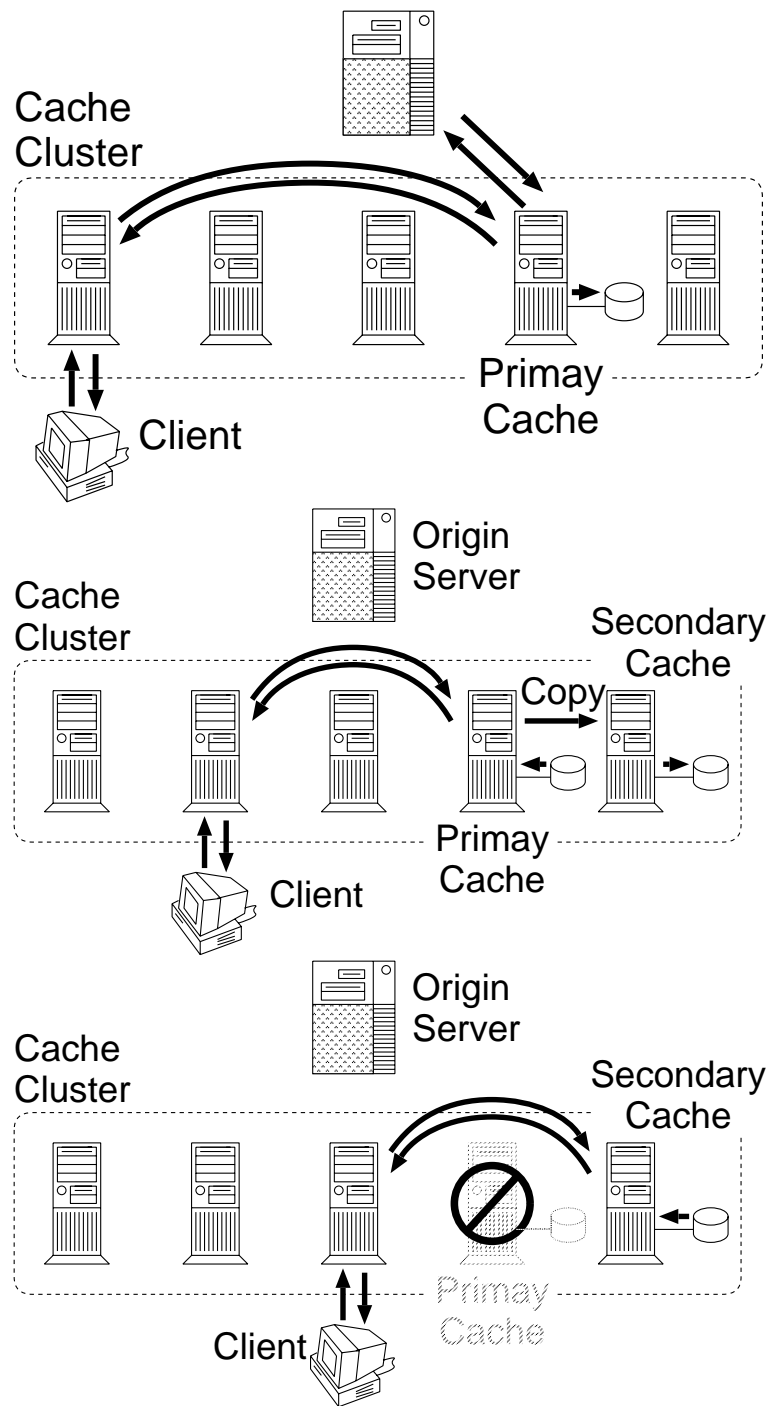 Cache
Cluster
Primay
Cache
Client
Origin
Server
Cache
Cluster
Secondary
Cache
Copy
Primay
Cache
Client
Origin
Server
Cache
Cluster
Secondary
Cache
Primay
Cache
Client